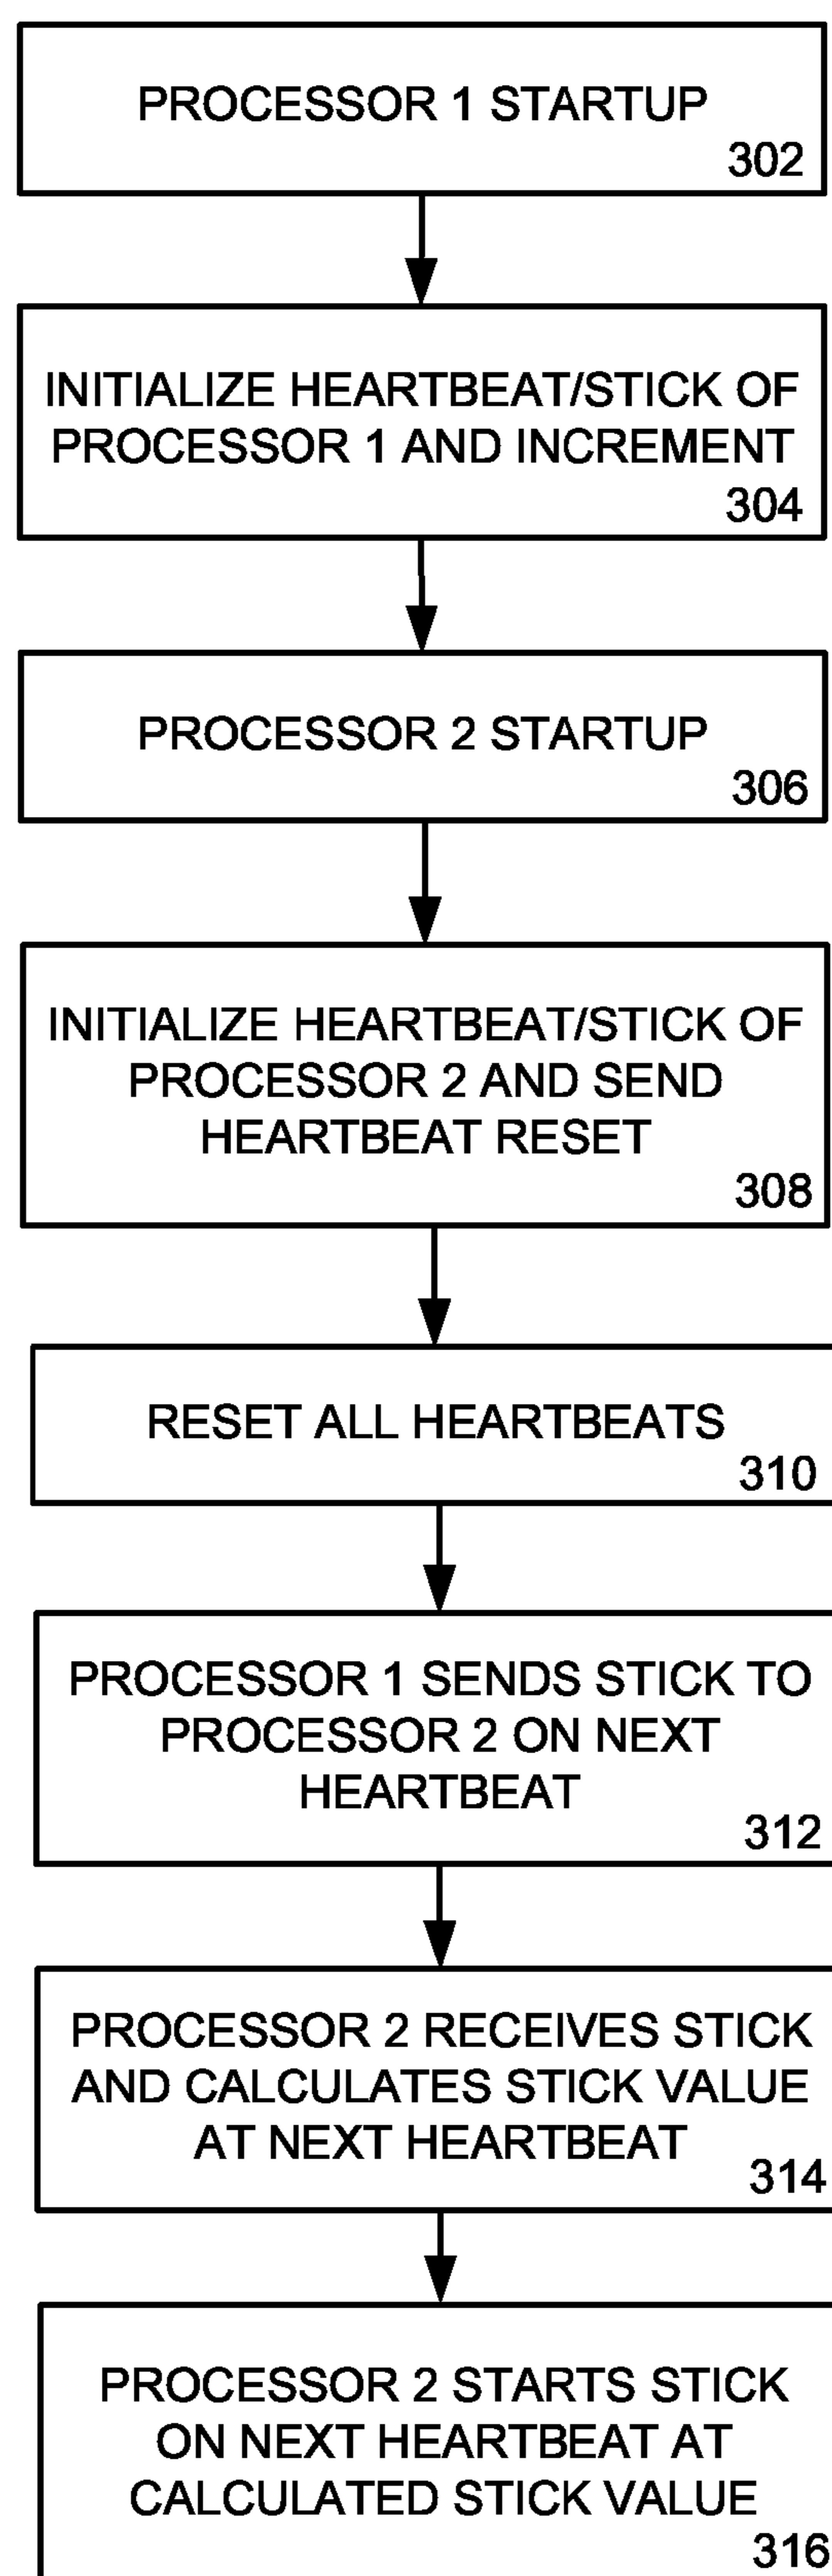 PROCESSOR 1 STARTUP
302
INITIALIZE HEARTBEAT/STICK OF
PROCESSOR 1 AND INCREMENT
304
PROCESSOR 2 STARTUP
306
INITIALIZE HEARTBEAT/STICK OF
PROCESSOR 2 AND SEND
HEARTBEAT RESET
308
RESET ALL HEARTBEATS
310
PROCESSOR 1 SENDS STICK TO
PROCESSOR 2 ON NEXT
HEARTBEAT
312
PROCESSOR 2 RECEIVES STICK
AND CALCULATES STICK VALUE
AT NEXT HEARTBEAT
314
PROCESSOR 2 STARTS STICK
ON NEXT HEARTBEAT AT
CALCULATED STICK VALUE
316